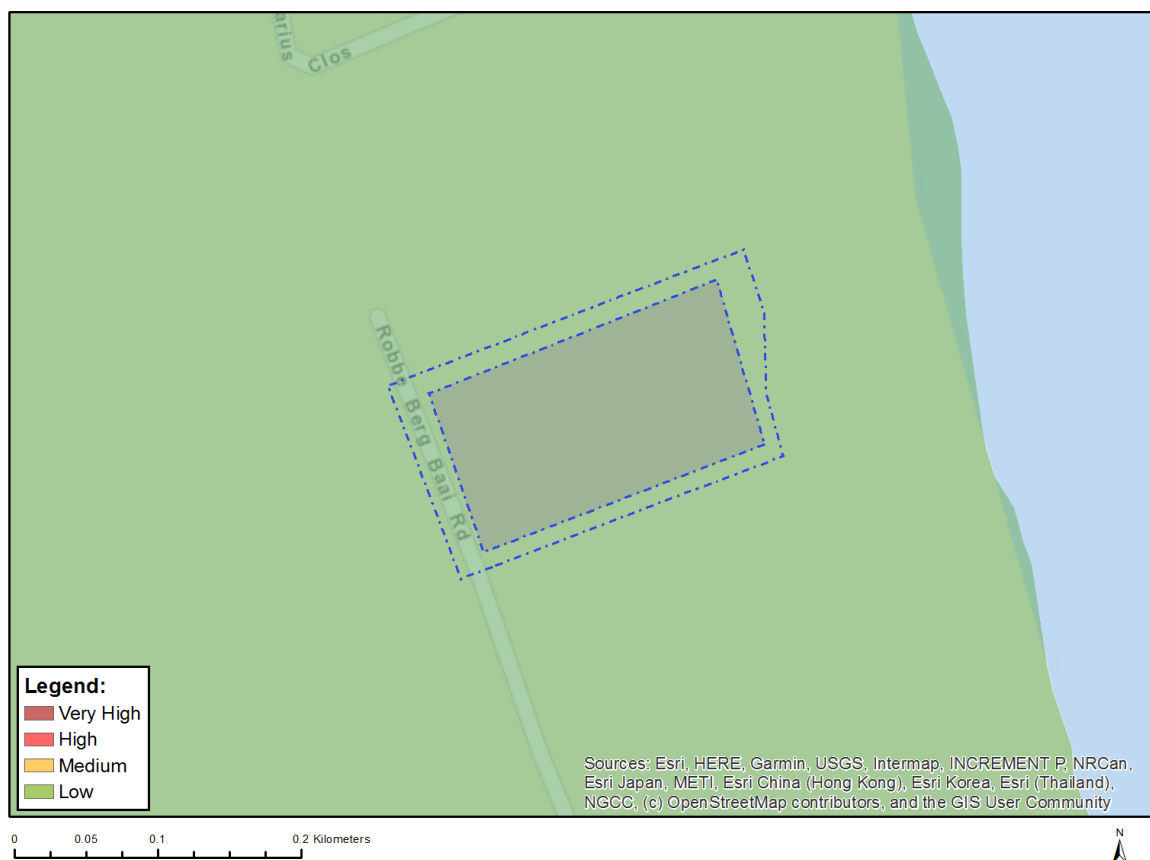 arius
Clos
Robbe Berg Baai Rd
Legend:
Very High
High
Medium
Low
Sources: Esri, HERE, Garmin, USGS, Intermap, INCREMENT P, NRCan,
Esri Japan, METI, Esri China (Hong Kong), Esri Korea, Esri (Thailand),
NGCC, (c) OpenStreetMap contributors, and the GIS User Community
0 0.05 0.1 0.2 Kilometers
N